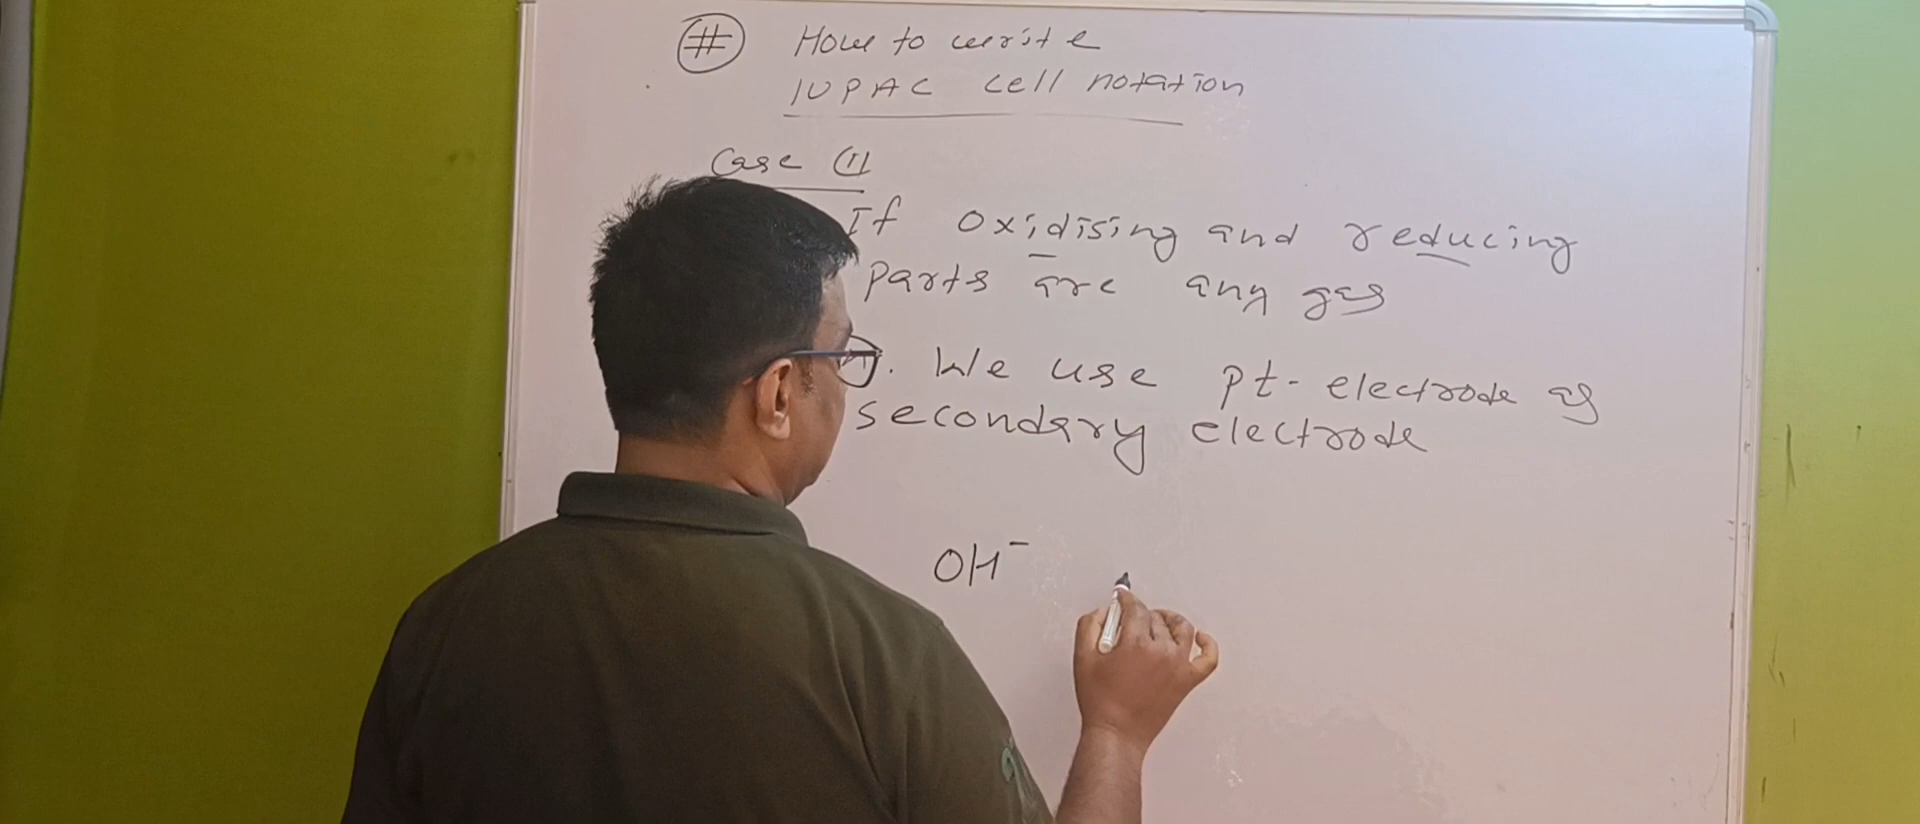 # How to write
IUPAC cell notation
Case (1)
If oxidising and reducing
parts are any gas
. We use pt- electrode as
secondary electrode
OH⁻